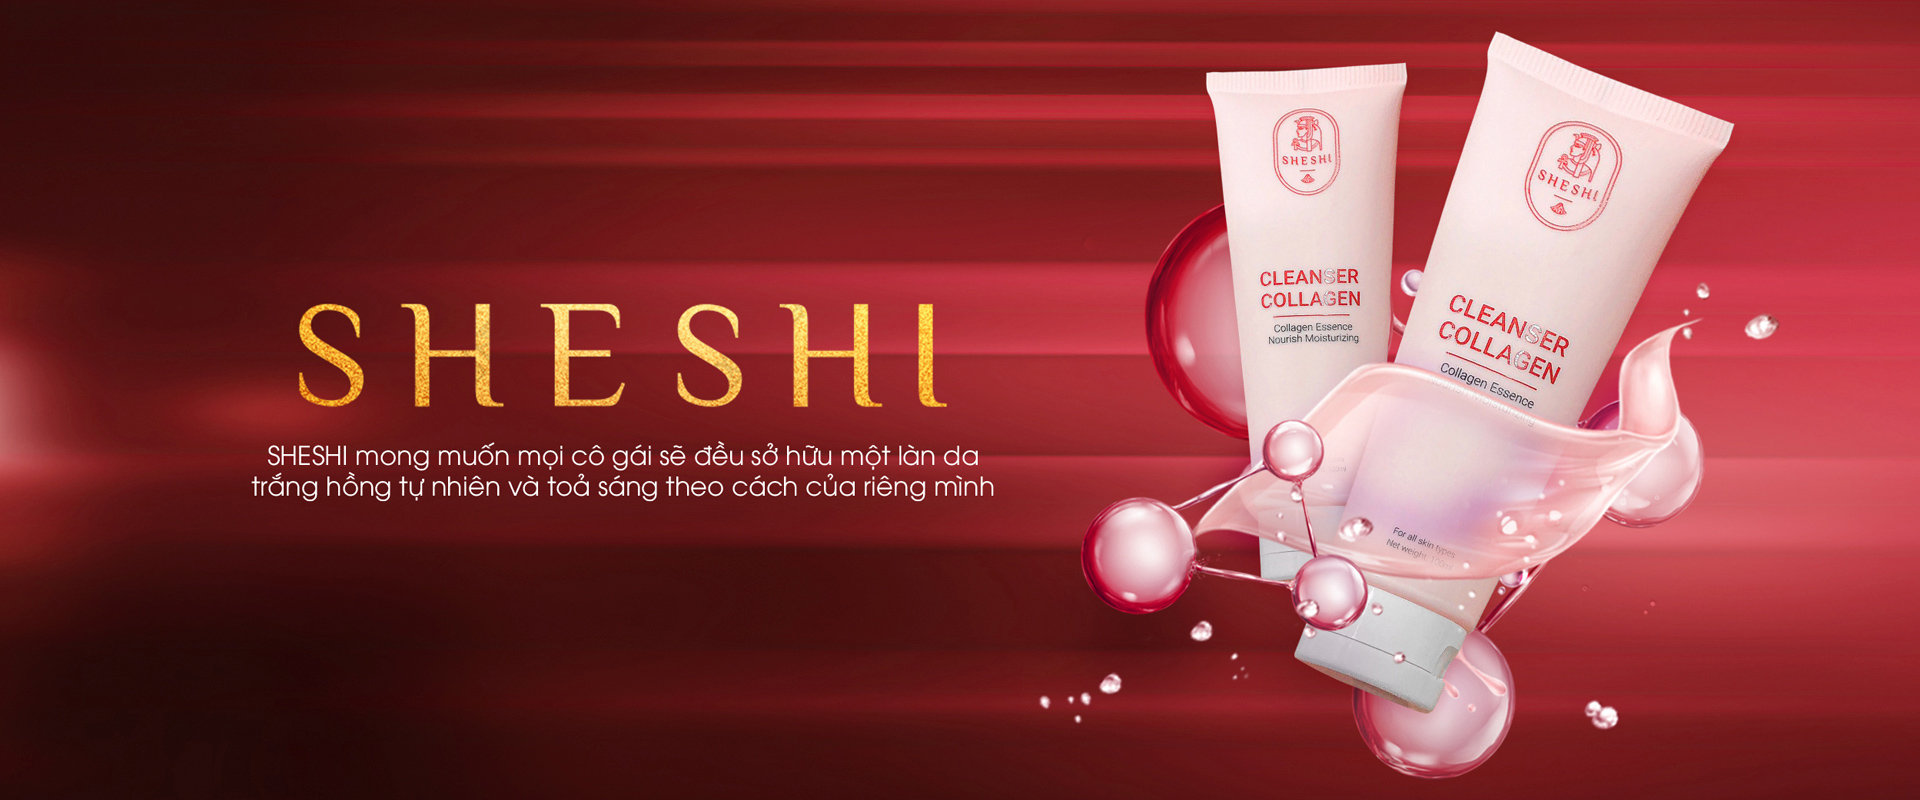 SHESHI
SHESHI mong muốn mọi cô gái sẽ đều sở hữu một làn da
trắng hồng tự nhiên và toả sáng theo cách của riêng mình
SHESHI
CLEANSER
COLLAGEN
Collagen Essence
Nourish Moisturizing
SHESHI
CLEANSER
COLLAGEN
Collagen Essence
For all skin types
Net weight